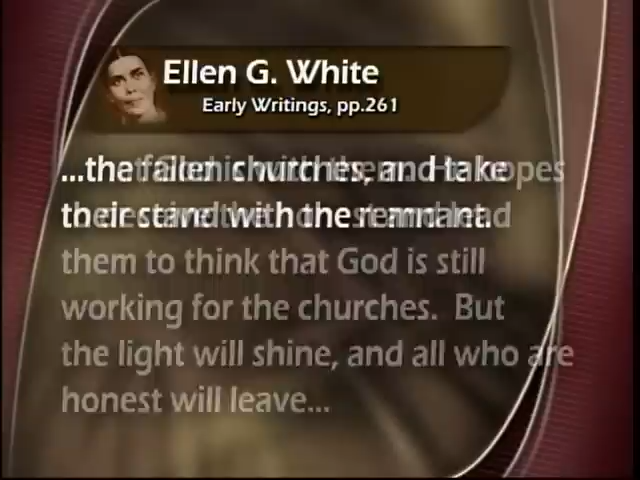 Ellen G. White
Early Writings, pp.261
...the fallen churches, and take
their stand with the remnant.
them to think that God is still
working for the churches. But
the light will shine, and all who are
honest will leave...